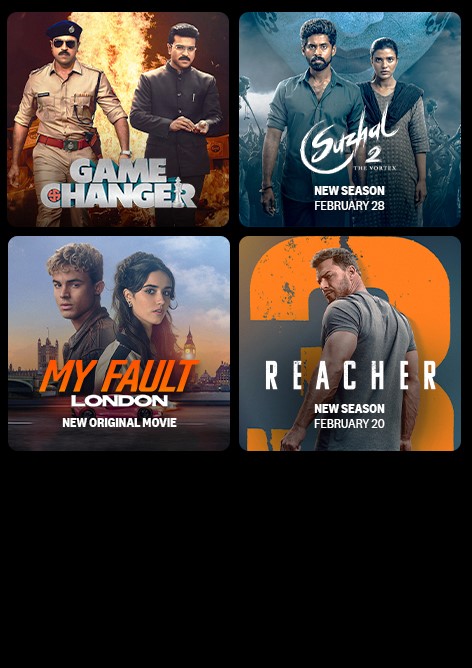 GAME
CHANGER
Suzhal
2
THE VORTEX
NEW SEASON
FEBRUARY 28
MY FAULT
LONDON
NEW ORIGINAL MOVIE
3
REACHER
NEW SEASON
FEBRUARY 20